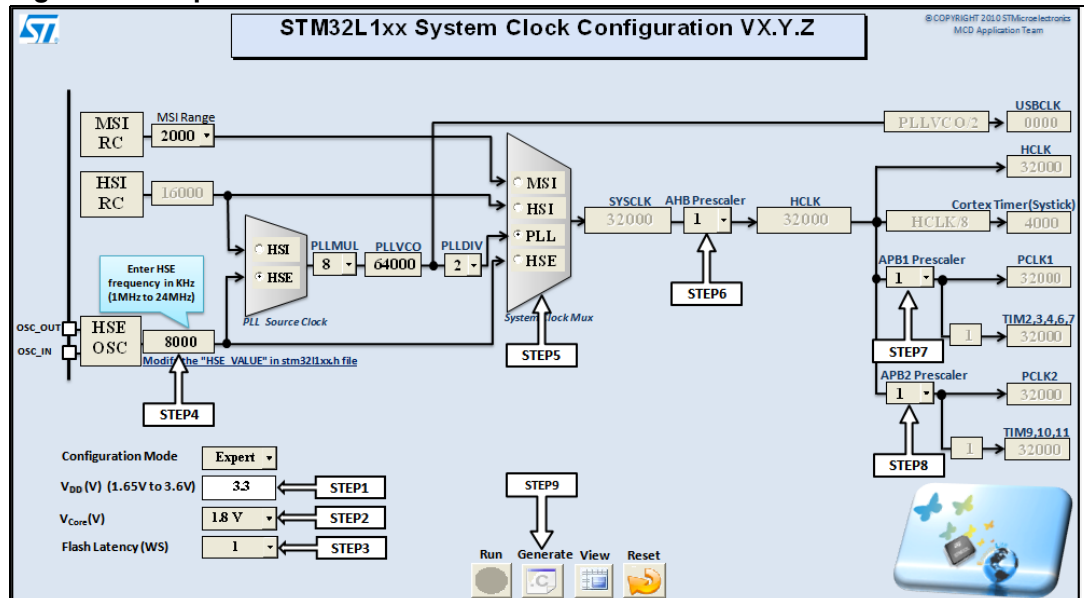 STM32L1xx System Clock Configuration VX.Y.Z
© COPYRIGHT 2010 STMicroelectronics
MCD Application Team
ST
MSI Range
MSI
RC
2000
HSI
RC
16000
Enter HSE
frequency in KHz
(1MHz to 24MHz)
OSC_OUT
OSC_IN
HSE
OSC
8000
Modify the "HSE_VALUE" in stm32l1xx.h file
STEP4
HSI
HSE
PLL Source Clock
PLLMUL
8
PLLVCO
64000
PLLDIV
2
MSI
HSI
PLL
HSE
System Clock Mux
STEP5
SYSCLK
32000
AHB Prescaler
1
STEP6
HCLK
32000
PLLVCO/2
USBCLK
0000
HCLK
32000
HCLK/8
Cortex Timer(Systick)
4000
APB1 Prescaler
1
PCLK1
32000
STEP7
1
TIM2,3,4,6,7
32000
APB2 Prescaler
1
PCLK2
32000
STEP8
1
TIM9,10,11
32000
Configuration Mode
Expert
VDD (V) (1.65V to 3.6V)
3.3
STEP1
VCore(V)
1.8 V
STEP2
Flash Latency (WS)
1
STEP3
STEP9
Run
Generate
.C
View
Reset